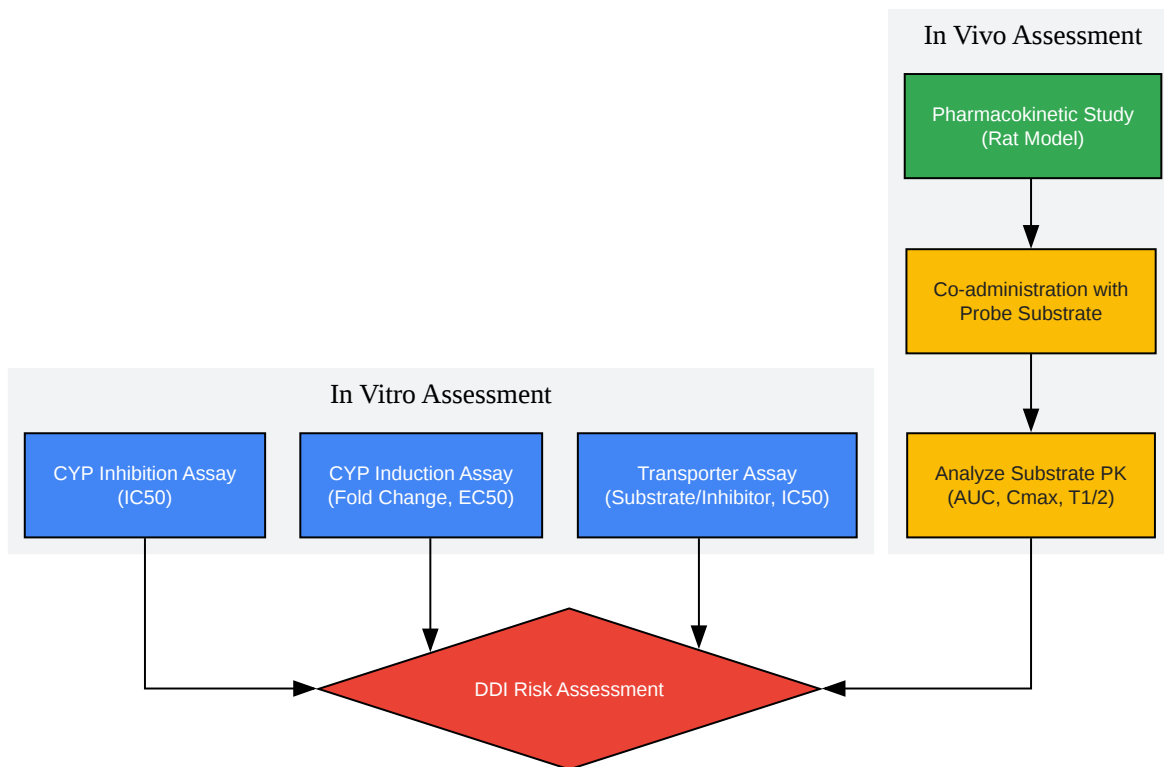 In Vivo Assessment
Pharmacokinetic Study
(Rat Model)
Co-administration with
Probe Substrate
In Vitro Assessment
CYP Inhibition Assay
(IC50)
CYP Induction Assay
(Fold Change, EC50)
Transporter Assay
(Substrate/Inhibitor, IC50)
Analyze Substrate PK
(AUC, Cmax, T1/2)
DDI Risk Assessment